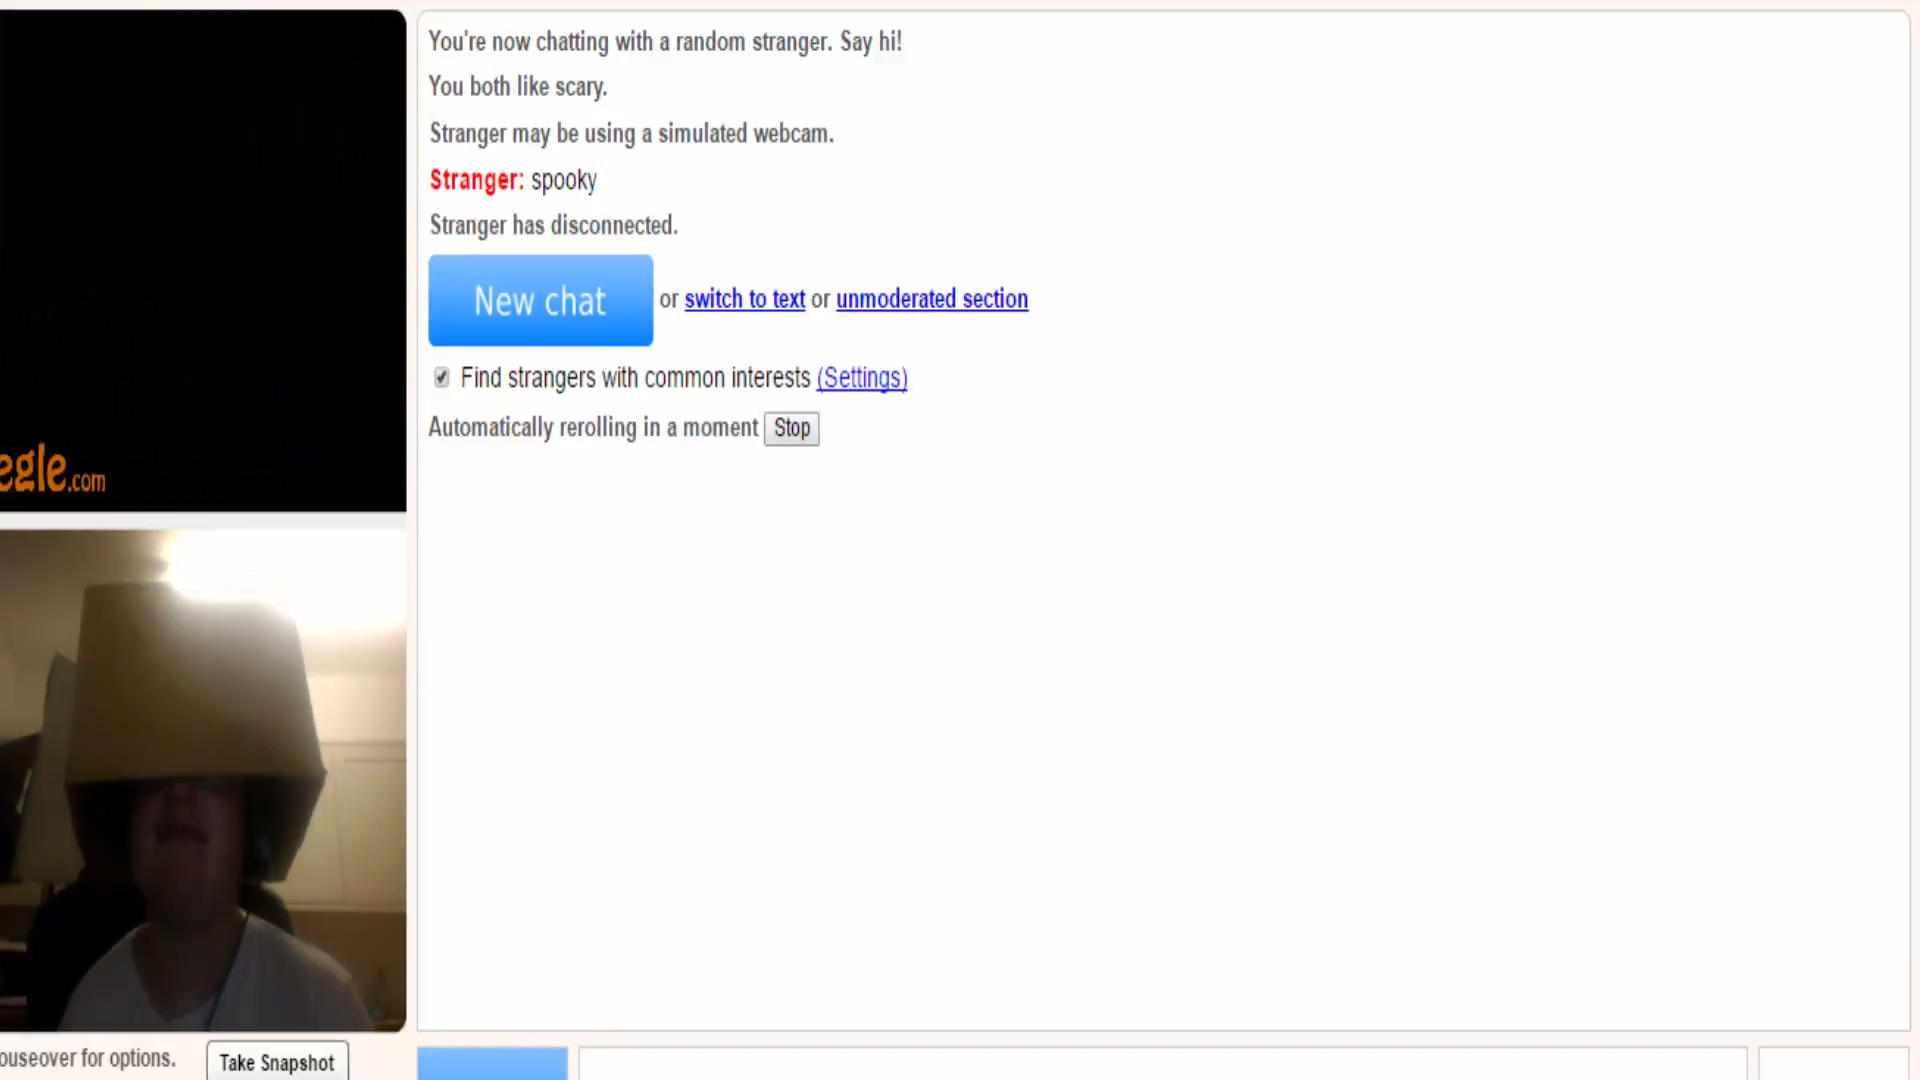 You're now chatting with a random stranger. Say hi!
You both like scary.
Stranger may be using a simulated webcam.
Stranger: spooky
Stranger has disconnected.
New chat or switch to text or unmoderated section
Find strangers with common interests (Settings)
Automatically rerolling in a moment Stop
egle.com
ouseover for options. Take Snapshot